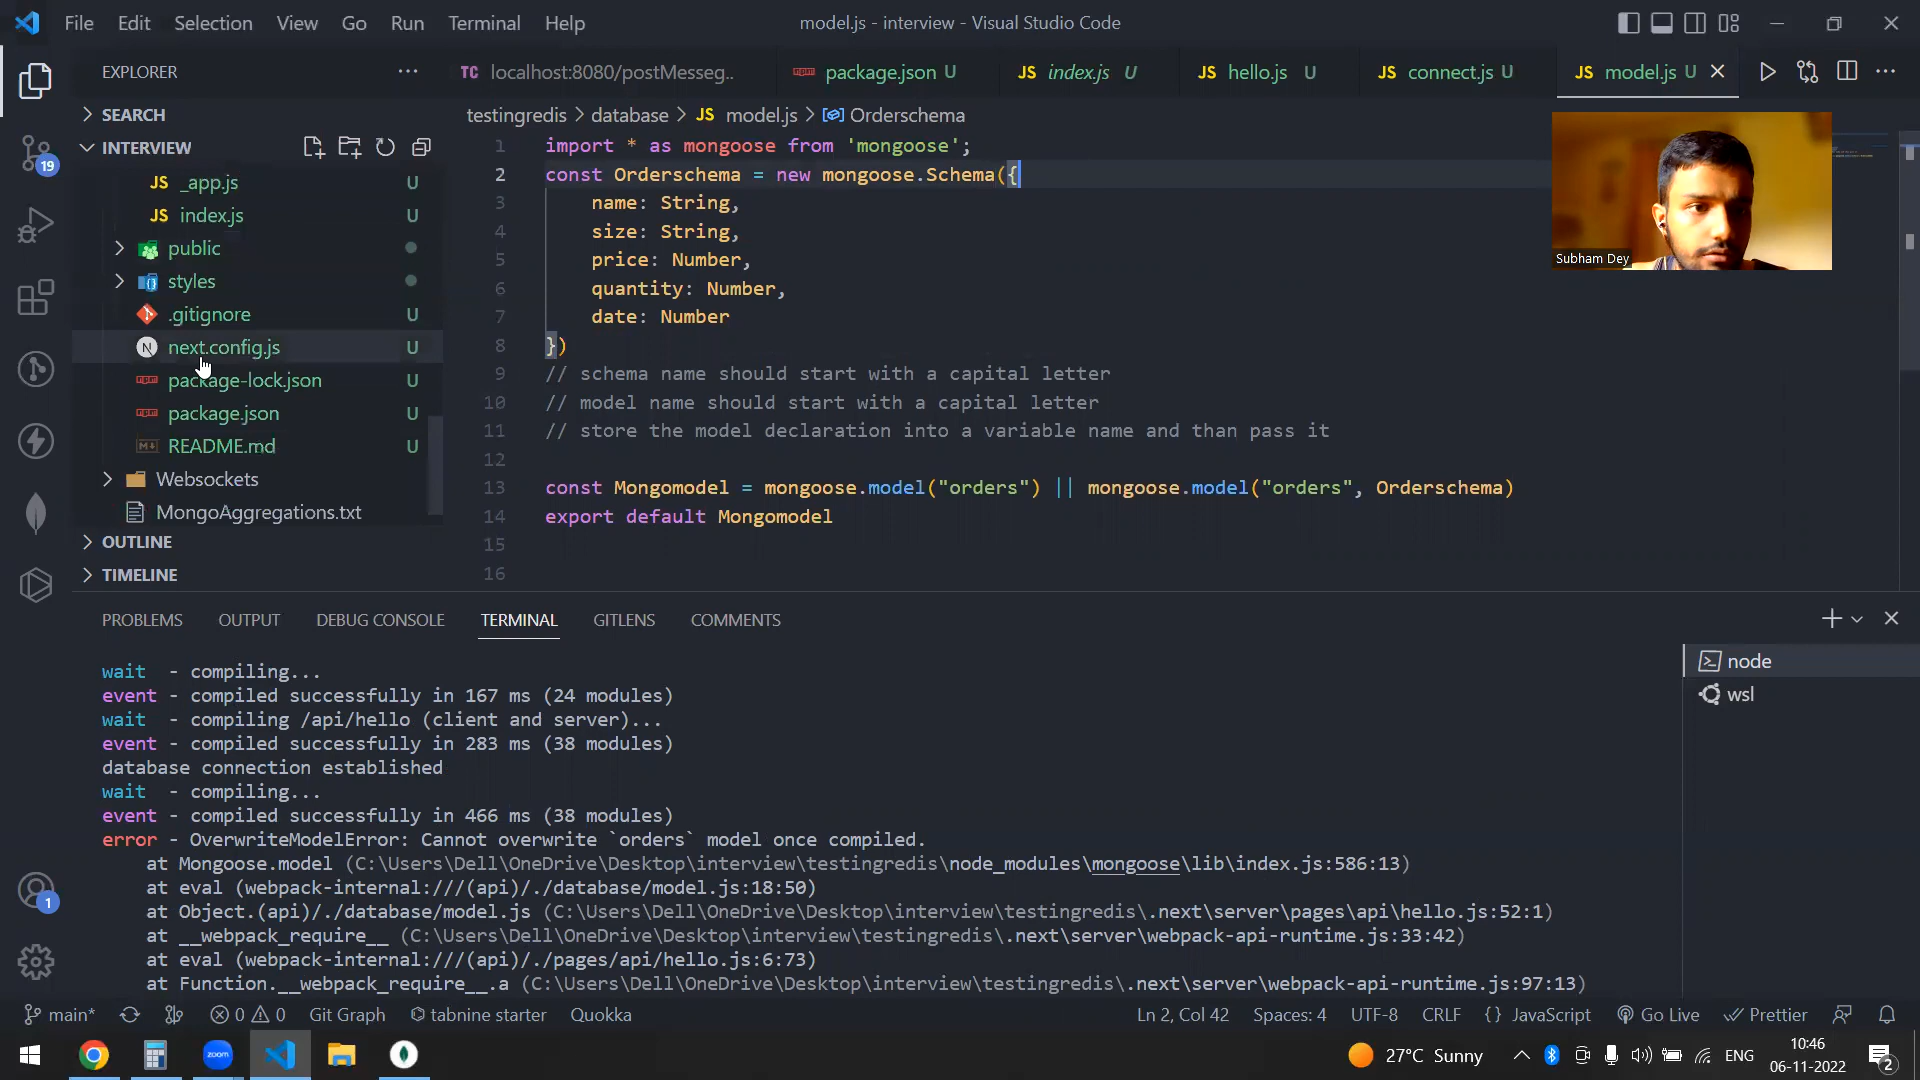 File Edit Selection View Go Run Terminal Help
model.js - interview - Visual Studio Code
EXPLORER
TC localhost:8080/postMesseg..
package.json U
JS index.js U
JS hello.js U
JS connect.js U
JS model.js U
SEARCH
testingredis > database > JS model.js > Orderschema
INTERVIEW
JS _app.js U
JS index.js U
public
styles
.gitignore U
N next.config.js U
package-lock.json U
package.json U
README.md U
Websockets
MongoAggregations.txt
OUTLINE
TIMELINE
19
1
1 import * as mongoose from 'mongoose';
2 const Orderschema = new mongoose.Schema({
3 name: String,
4 size: String,
5 price: Number,
6 quantity: Number,
7 date: Number
8 })
9 // schema name should start with a capital letter
10 // model name should start with a capital letter
11 // store the model declaration into a variable name and than pass it
12
13 const Mongomodel = mongoose.model("orders") || mongoose.model("orders", Orderschema)
14 export default Mongomodel
15
16
Subham Dey
PROBLEMS OUTPUT DEBUG CONSOLE TERMINAL GITLENS COMMENTS
wait - compiling...
event - compiled successfully in 167 ms (24 modules)
wait - compiling /api/hello (client and server)...
event - compiled successfully in 283 ms (38 modules)
database connection established
wait - compiling...
event - compiled successfully in 466 ms (38 modules)
error - OverwriteModelError: Cannot overwrite `orders` model once compiled.
at Mongoose.model (C:\Users\Dell\OneDrive\Desktop\interview\testingredis\node_modules\mongoose\lib\index.js:586:13)
at eval (webpack-internal:///(api)/./database/model.js:18:50)
at Object.(api)/./database/model.js (C:\Users\Dell\OneDrive\Desktop\interview\testingredis\.next\server\pages\api\hello.js:52:1)
at __webpack_require__ (C:\Users\Dell\OneDrive\Desktop\interview\testingredis\.next\server\webpack-api-runtime.js:33:42)
at eval (webpack-internal:///(api)/./pages/api/hello.js:6:73)
at Function.__webpack_require__.a (C:\Users\Dell\OneDrive\Desktop\interview\testingredis\.next\server\webpack-api-runtime.js:97:13)
node
wsl
main* 0 0 Git Graph tabnine starter Quokka
Ln 2, Col 42 Spaces: 4 UTF-8 CRLF {} JavaScript Go Live Prettier
zoom
27°C Sunny
ENG
10:46
06-11-2022
2